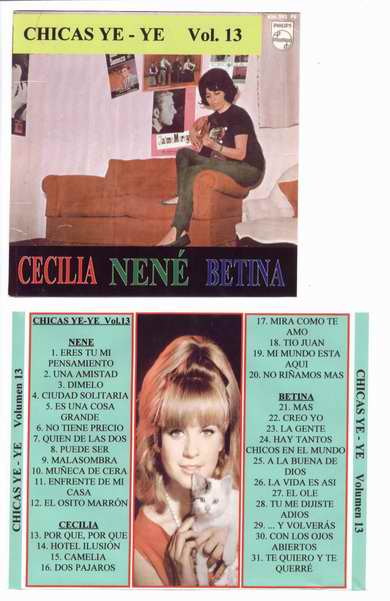 CHICAS YE - YE Vol. 13
PHILIPS
CECILIA NENÉ BETINA
CHICAS YE - YE Volumen 13
CHICAS YE-YE Vol.13
NENE
1. ERES TU MI
PENSAMIENTO
2. UNA AMISTAD
3. DIMELO
4. CIUDAD SOLITARIA
5. ES UNA COSA
GRANDE
6. NO TIENE PRECIO
7. QUIEN DE LAS DOS
8. PUEDE SER
9. MALASOMBRA
10. MUÑECA DE CERA
11. ENFRENTE DE MI
CASA
12. EL OSITO MARRÓN
CECILIA
13. POR QUE, POR QUE
14. HOTEL ILUSIÓN
15. CAMELIA
16. DOS PAJAROS
17. MIRA COMO TE
AMO
18. TIO JUAN
19. MI MUNDO ESTA
AQUI
20. NO RIÑAMOS MAS
BETINA
21. MAS
22. CREO YO
23. LA GENTE
24. HAY TANTOS
CHICOS EN EL MUNDO
25. A LA BUENA DE
DIOS
26. LA VIDA ES ASI
27. EL OLE
28. TU ME DIJISTE
ADIOS
29. ... Y VOLVERÁS
30. CON LOS OJOS
ABIERTOS
31. TE QUIERO Y TE
QUERRÉ
CHICAS YE - YE Volumen 13